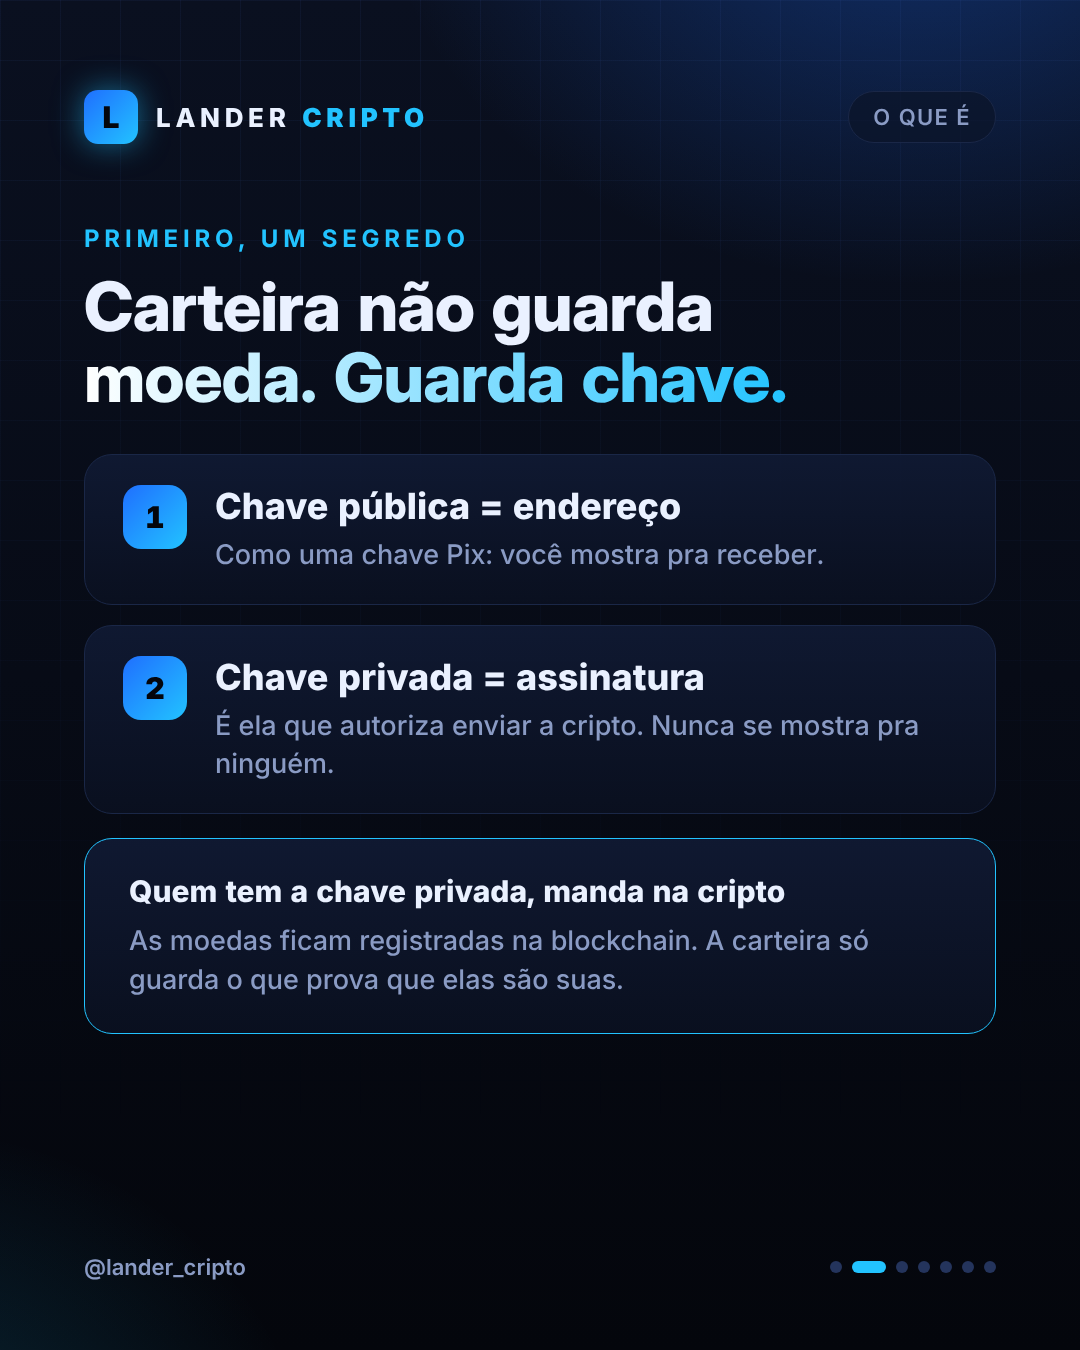 L LANDER CRIPTO
O QUE É
PRIMEIRO, UM SEGREDO
Carteira não guarda
moeda. Guarda chave.
1 Chave pública = endereço
Como uma chave Pix: você mostra pra receber.
2 Chave privada = assinatura
É ela que autoriza enviar a cripto. Nunca se mostra pra
ninguém.
Quem tem a chave privada, manda na cripto
As moedas ficam registradas na blockchain. A carteira só
guarda o que prova que elas são suas.
@lander_cripto